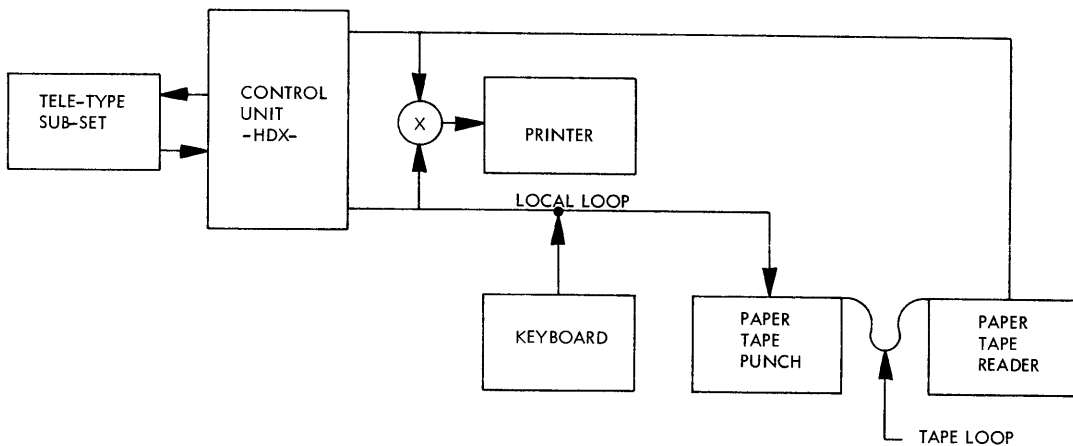 TELE-TYPE
SUB-SET
CONTROL
UNIT
-HDX-
X
PRINTER
LOCAL LOOP
KEYBOARD
PAPER
TAPE
PUNCH
PAPER
TAPE
READER
TAPE LOOP